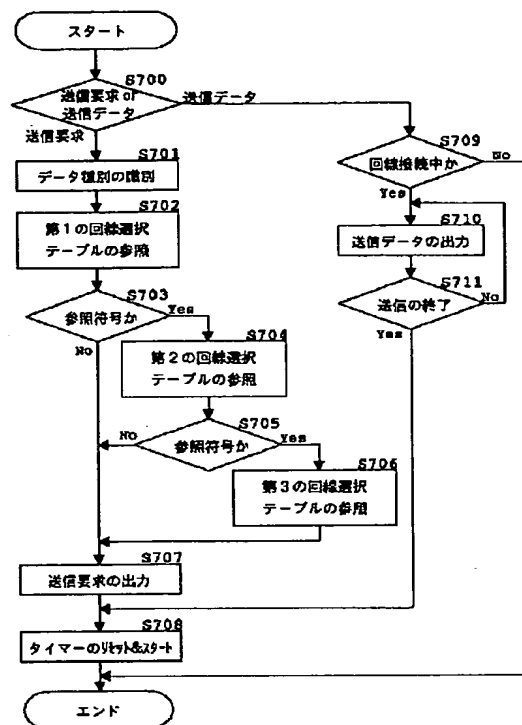 スタート
S700
送信要求 or
送信データ
送信データ
送信要求
S701
データ種別の識別
S702
第1の回線選択
テーブルの参照
S703
参照符号か
Yes
No
S704
第2の回線選択
テーブルの参照
S705
参照符号か
No
Yes
S706
第3の回線選択
テーブルの参照
S707
送信要求の出力
S708
タイマーのリセット&スタート
エンド
S709
回線接続中か
No
Yes
S710
送信データの出力
S711
送信の終了
No
Yes